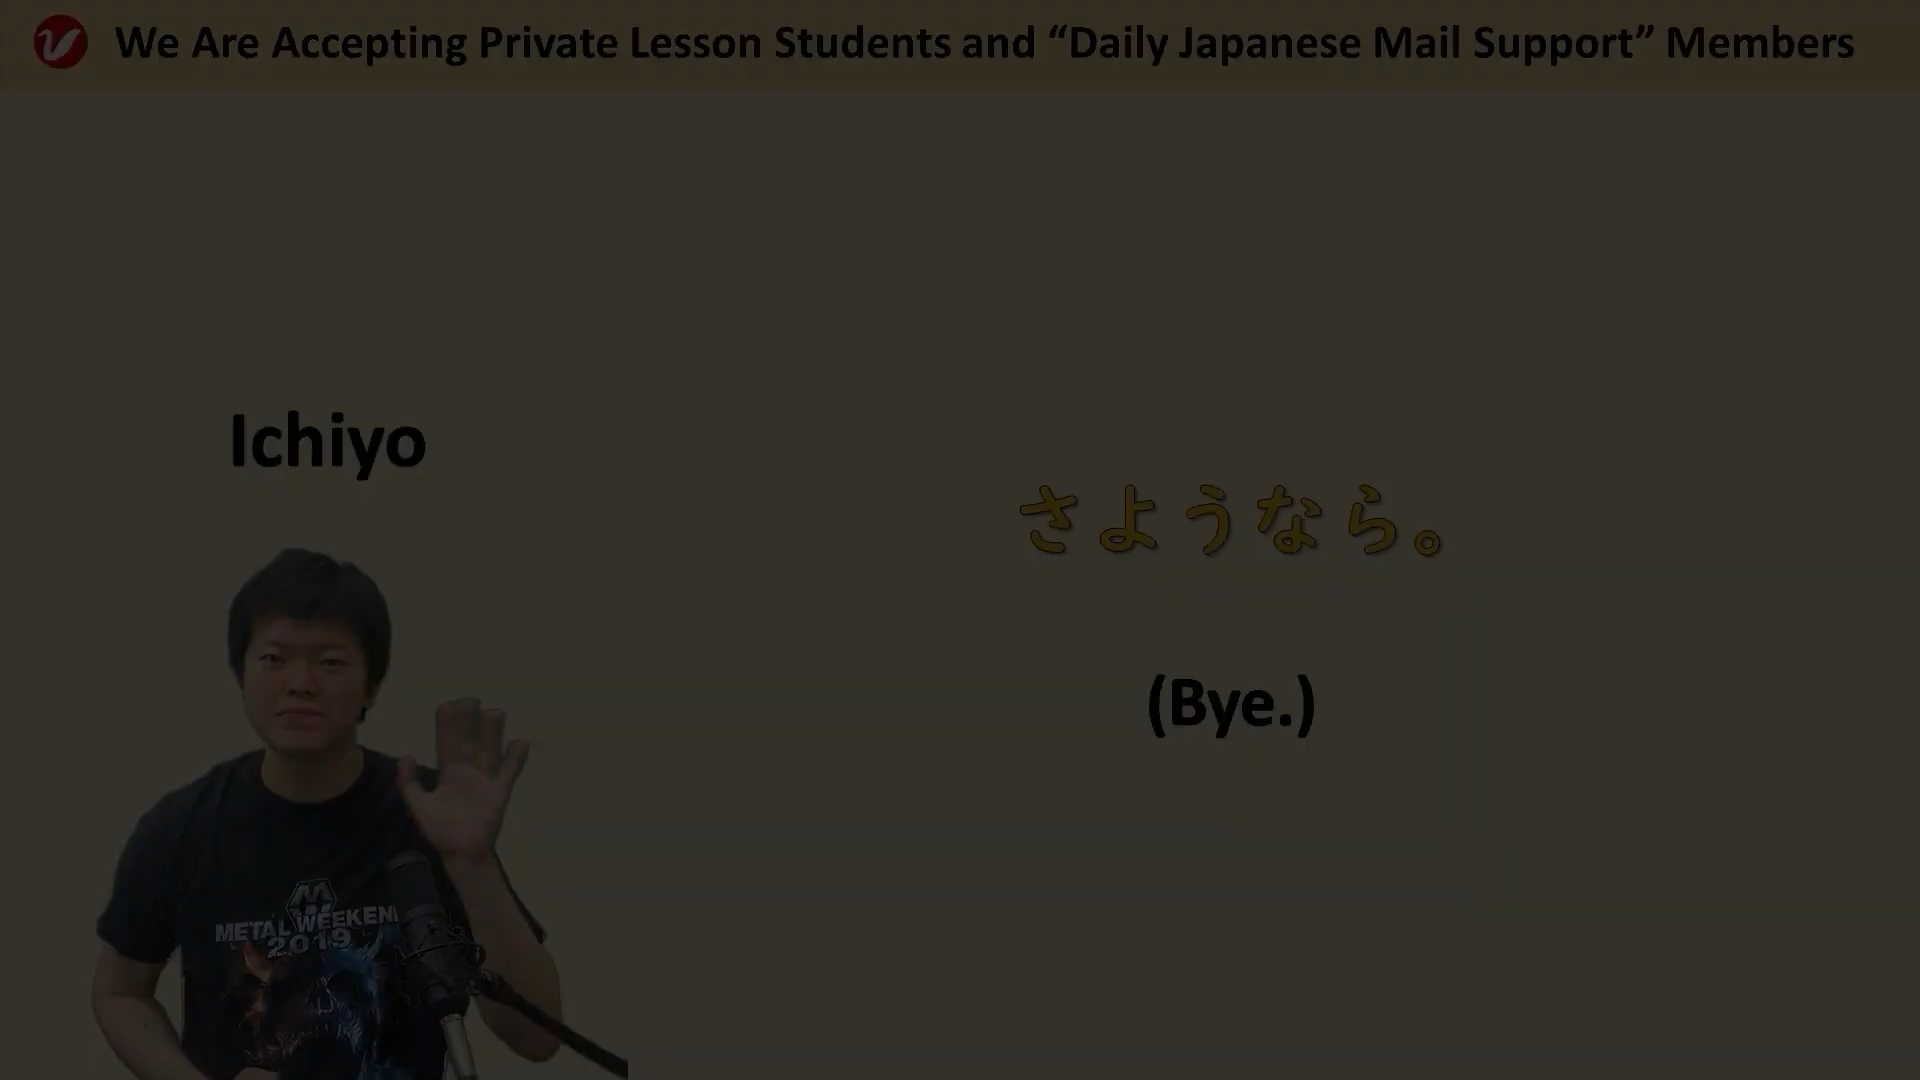 We Are Accepting Private Lesson Students and “Daily Japanese Mail Support” Members
Ichiyo
さようなら。
(Bye.)
METAL WEEKEN
2019